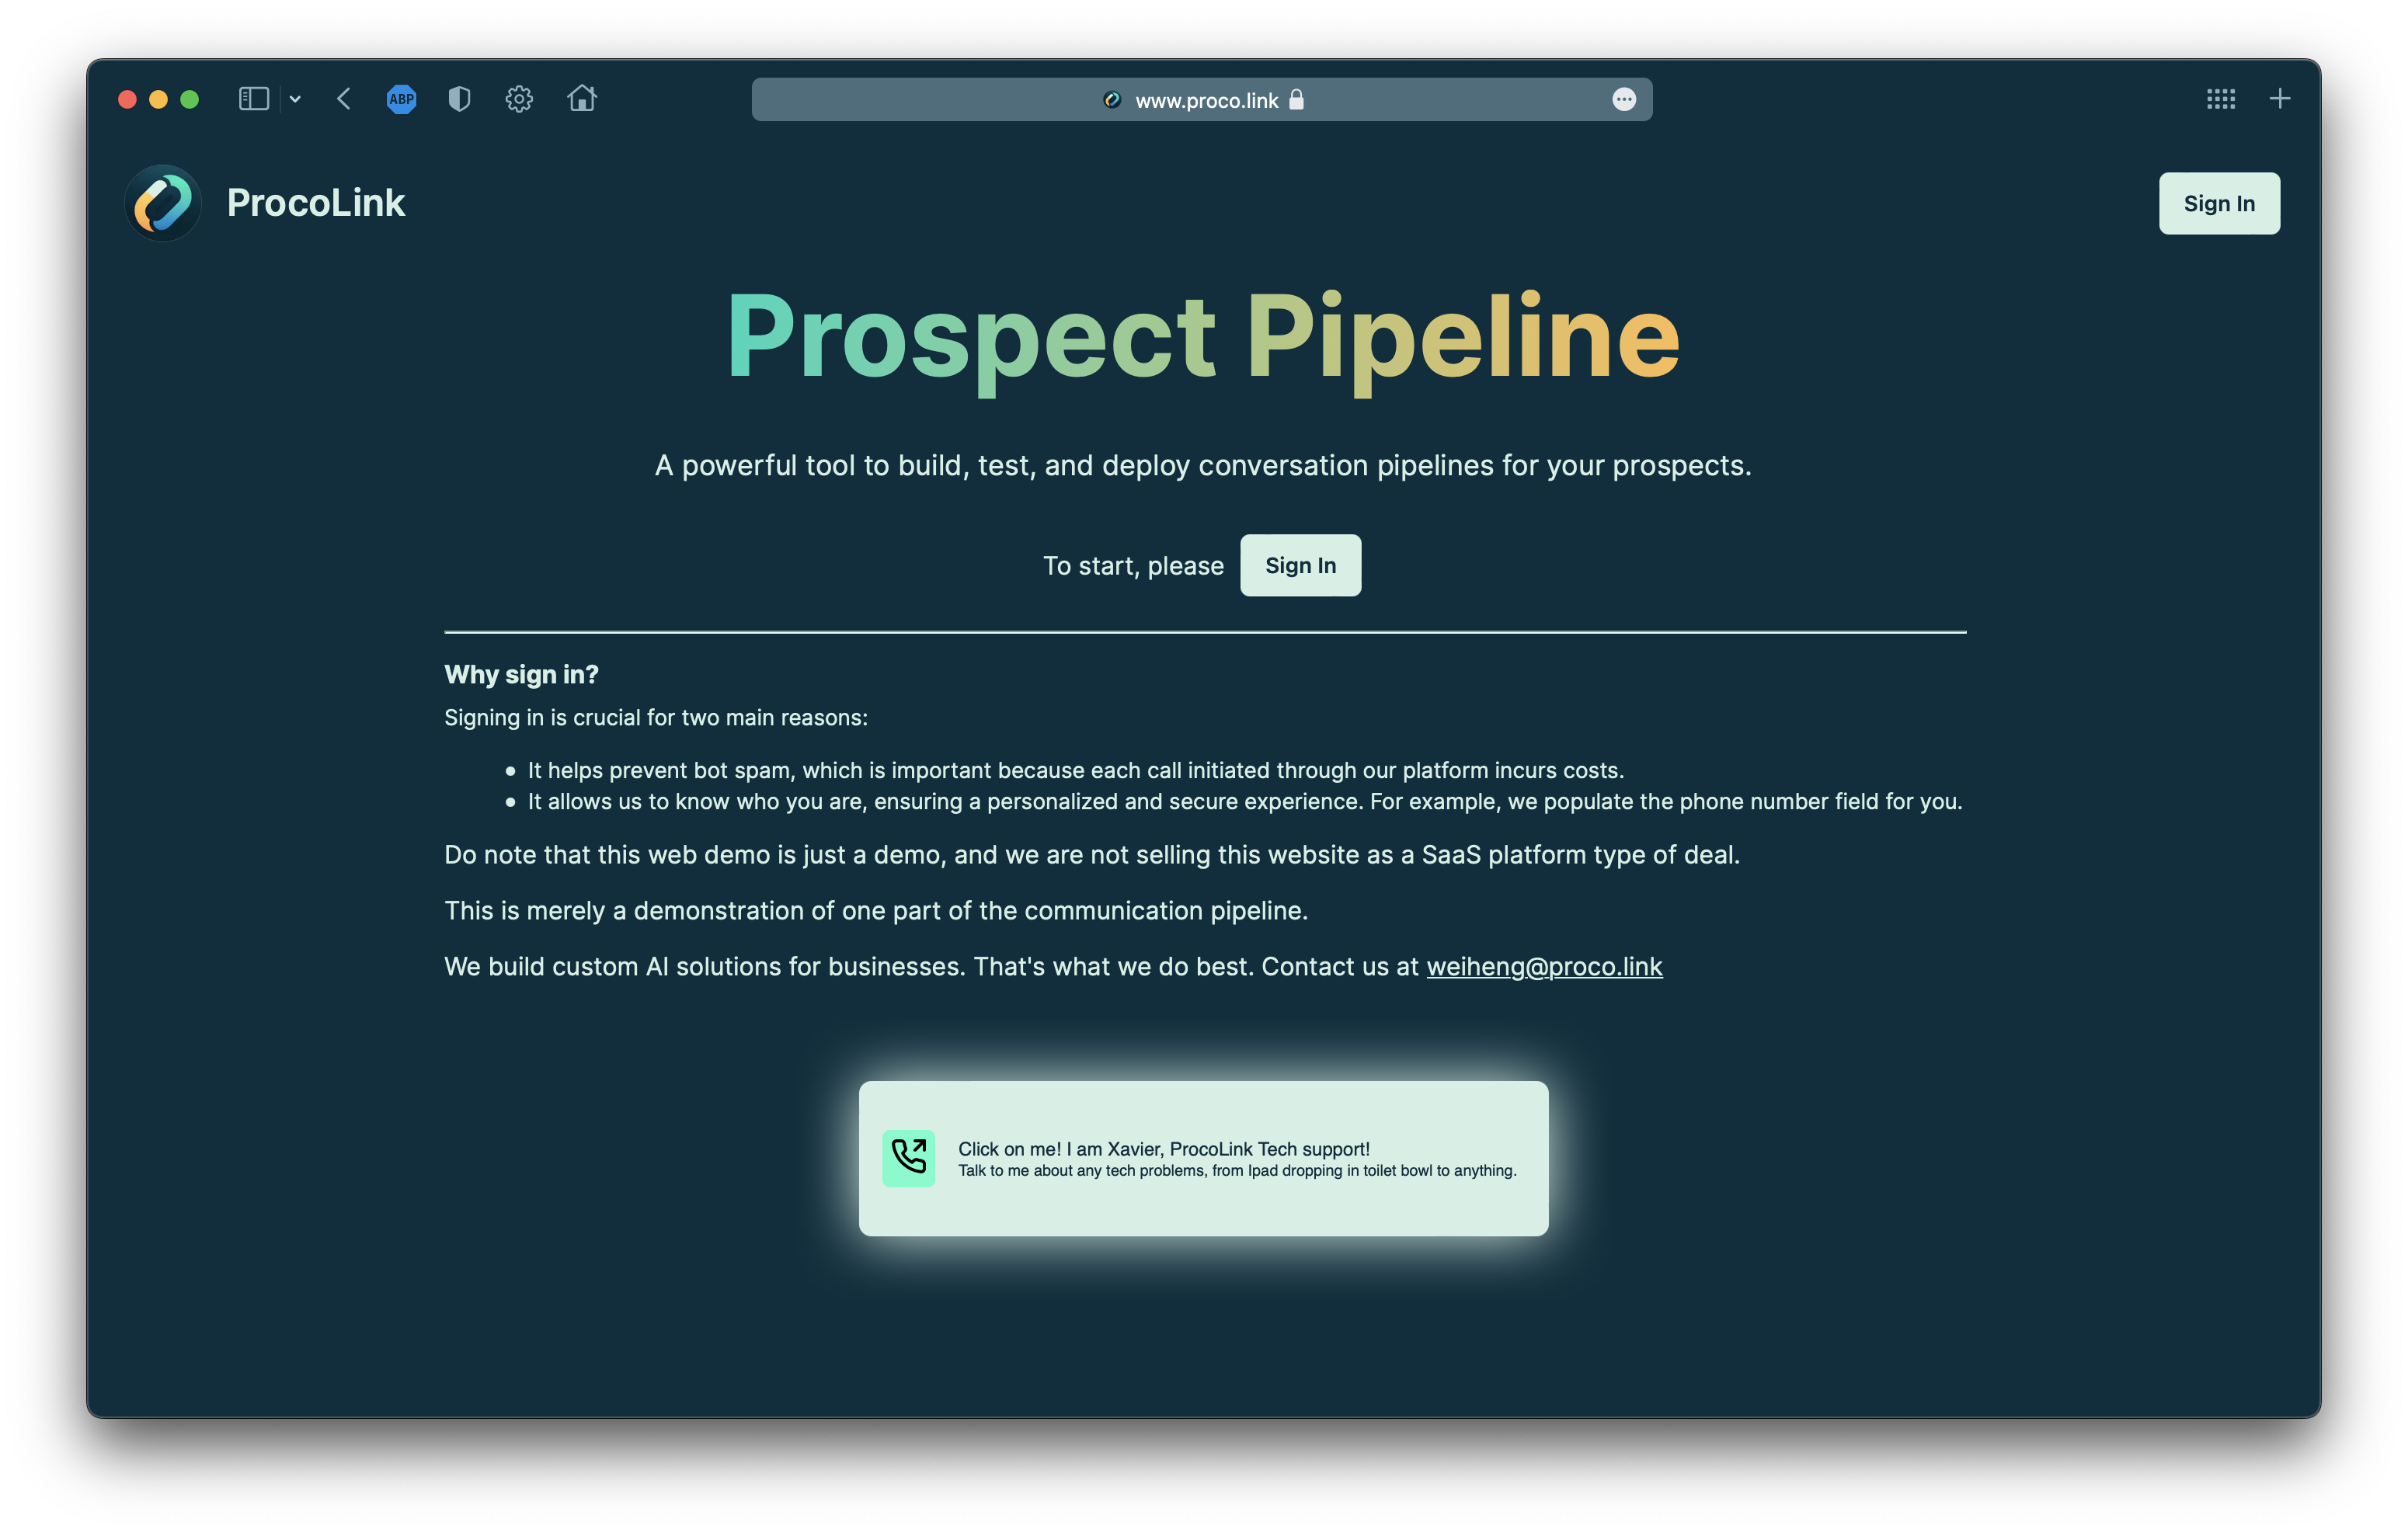 ABP
www.proco.link
ProcoLink
Sign In
Prospect Pipeline
A powerful tool to build, test, and deploy conversation pipelines for your prospects.
To start, please Sign In
Why sign in?
Signing in is crucial for two main reasons:
• It helps prevent bot spam, which is important because each call initiated through our platform incurs costs.
• It allows us to know who you are, ensuring a personalized and secure experience. For example, we populate the phone number field for you.
Do note that this web demo is just a demo, and we are not selling this website as a SaaS platform type of deal.
This is merely a demonstration of one part of the communication pipeline.
We build custom AI solutions for businesses. That's what we do best. Contact us at weiheng@proco.link
Click on me! I am Xavier, ProcoLink Tech support!
Talk to me about any tech problems, from Ipad dropping in toilet bowl to anything.